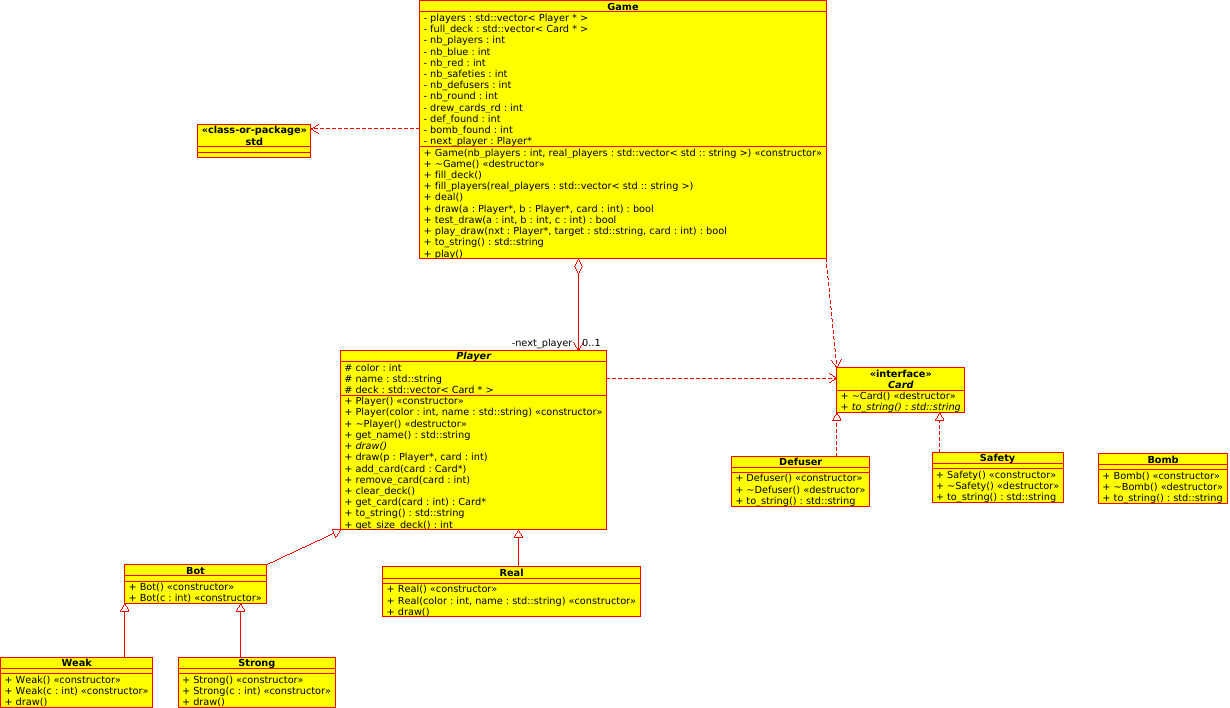 Game
- players : std::vector< Player * >
- full_deck : std::vector< Card * >
- nb_players : int
- nb_blue : int
- nb_red : int
- nb_safeties : int
- nb_defusers : int
- nb_round : int
- drew_cards_rd : int
- def_found : int
- bomb_found : int
- next_player : Player*
+ Game(nb_players : int, real_players : std::vector< std :: string >) «constructor»
+ ~Game() «destructor»
+ fill_deck()
+ fill_players(real_players : std::vector< std :: string >)
+ deal()
+ draw(a : Player*, b : Player*, card : int) : bool
+ test_draw(a : int, b : int, c : int) : bool
+ play_draw(nxt : Player*, target : std::string, card : int) : bool
+ to_string() : std::string
+ play()
«class-or-package»
std
-next_player 0..1
Player
# color : int
# name : std::string
# deck : std::vector< Card * >
+ Player() «constructor»
+ Player(color : int, name : std::string) «constructor»
+ ~Player() «destructor»
+ get_name() : std::string
+ draw()
+ draw(p : Player*, card : int)
+ add_card(card : Card*)
+ remove_card(card : int)
+ clear_deck()
+ get_card(card : int) : Card*
+ to_string() : std::string
+ get_size_deck() : int
«interface»
Card
+ ~Card() «destructor»
+ to_string() : std::string
Defuser
+ Defuser() «constructor»
+ ~Defuser() «destructor»
+ to_string() : std::string
Safety
+ Safety() «constructor»
+ ~Safety() «destructor»
+ to_string() : std::string
Bomb
+ Bomb() «constructor»
+ ~Bomb() «destructor»
+ to_string() : std::string
Bot
+ Bot() «constructor»
+ Bot(c : int) «constructor»
Real
+ Real() «constructor»
+ Real(color : int, name : std::string) «constructor»
+ draw()
Weak
+ Weak() «constructor»
+ Weak(c : int) «constructor»
+ draw()
Strong
+ Strong() «constructor»
+ Strong(c : int) «constructor»
+ draw()